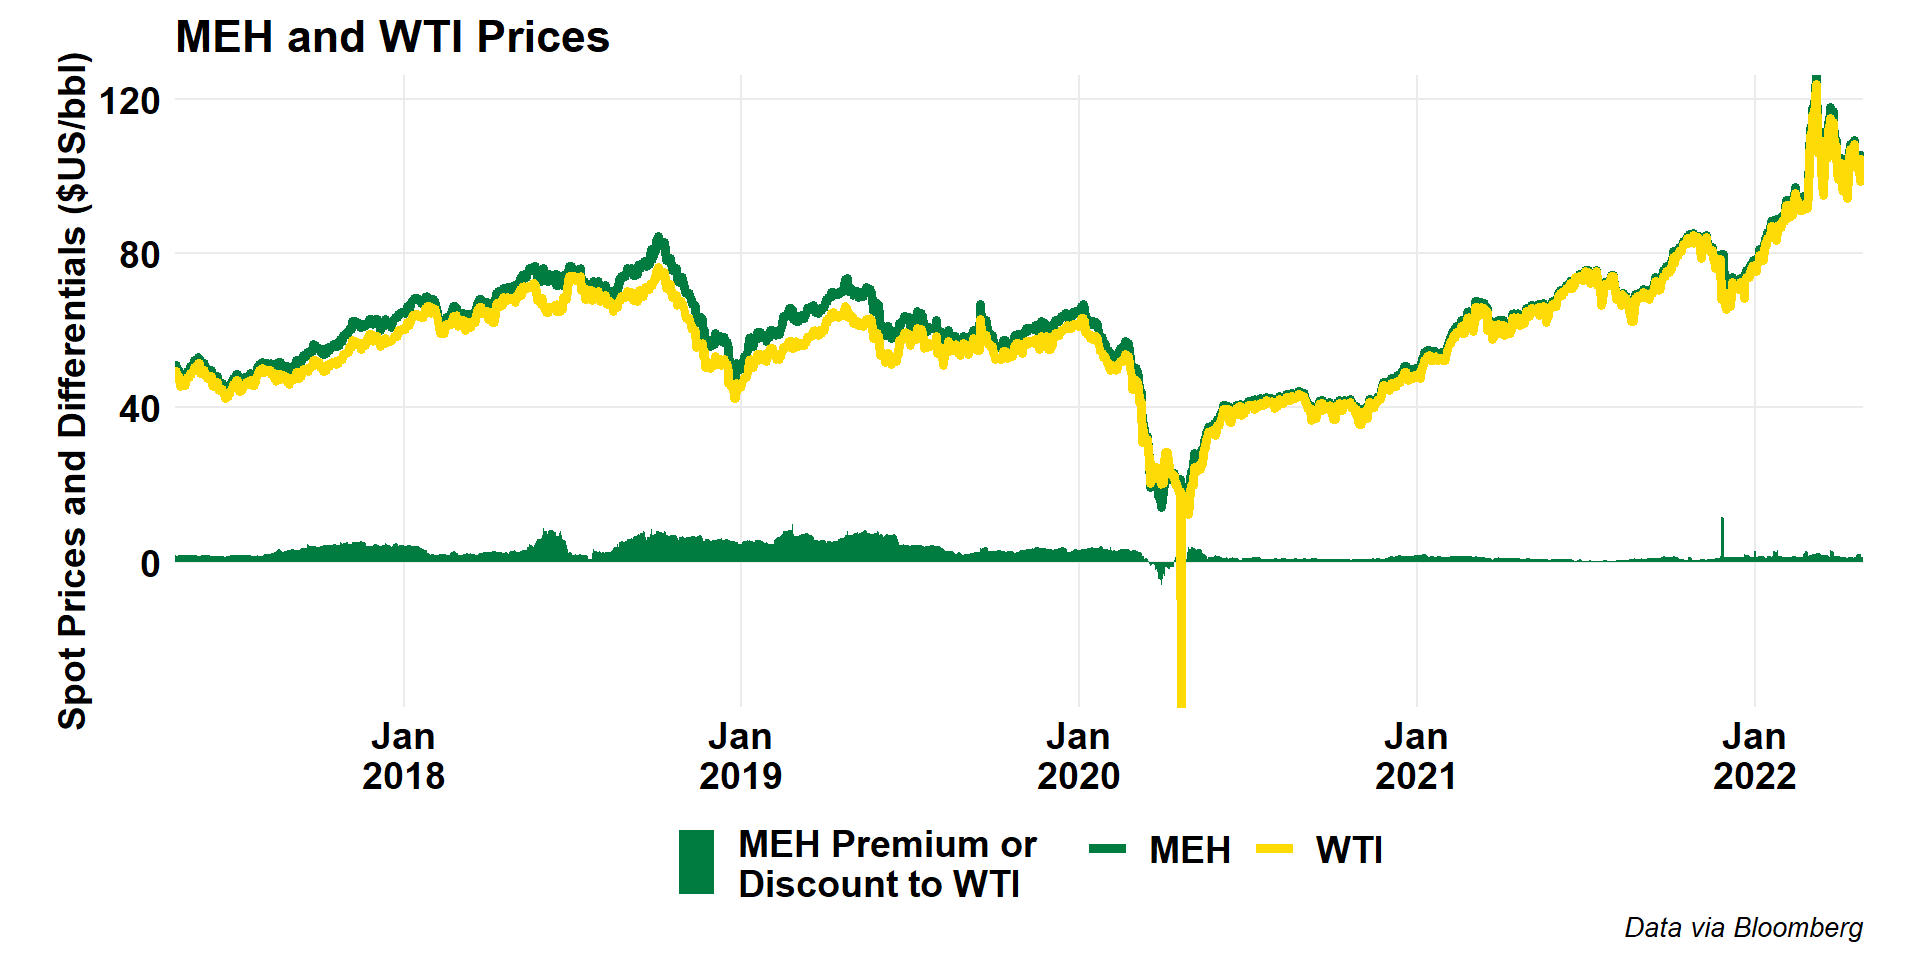 MEH and WTI Prices
Spot Prices and Differentials ($US/bbl)
120
80
40
0
Jan
2018
Jan
2019
Jan
2020
Jan
2021
Jan
2022
MEH Premium or
Discount to WTI
MEH
WTI
Data via Bloomberg